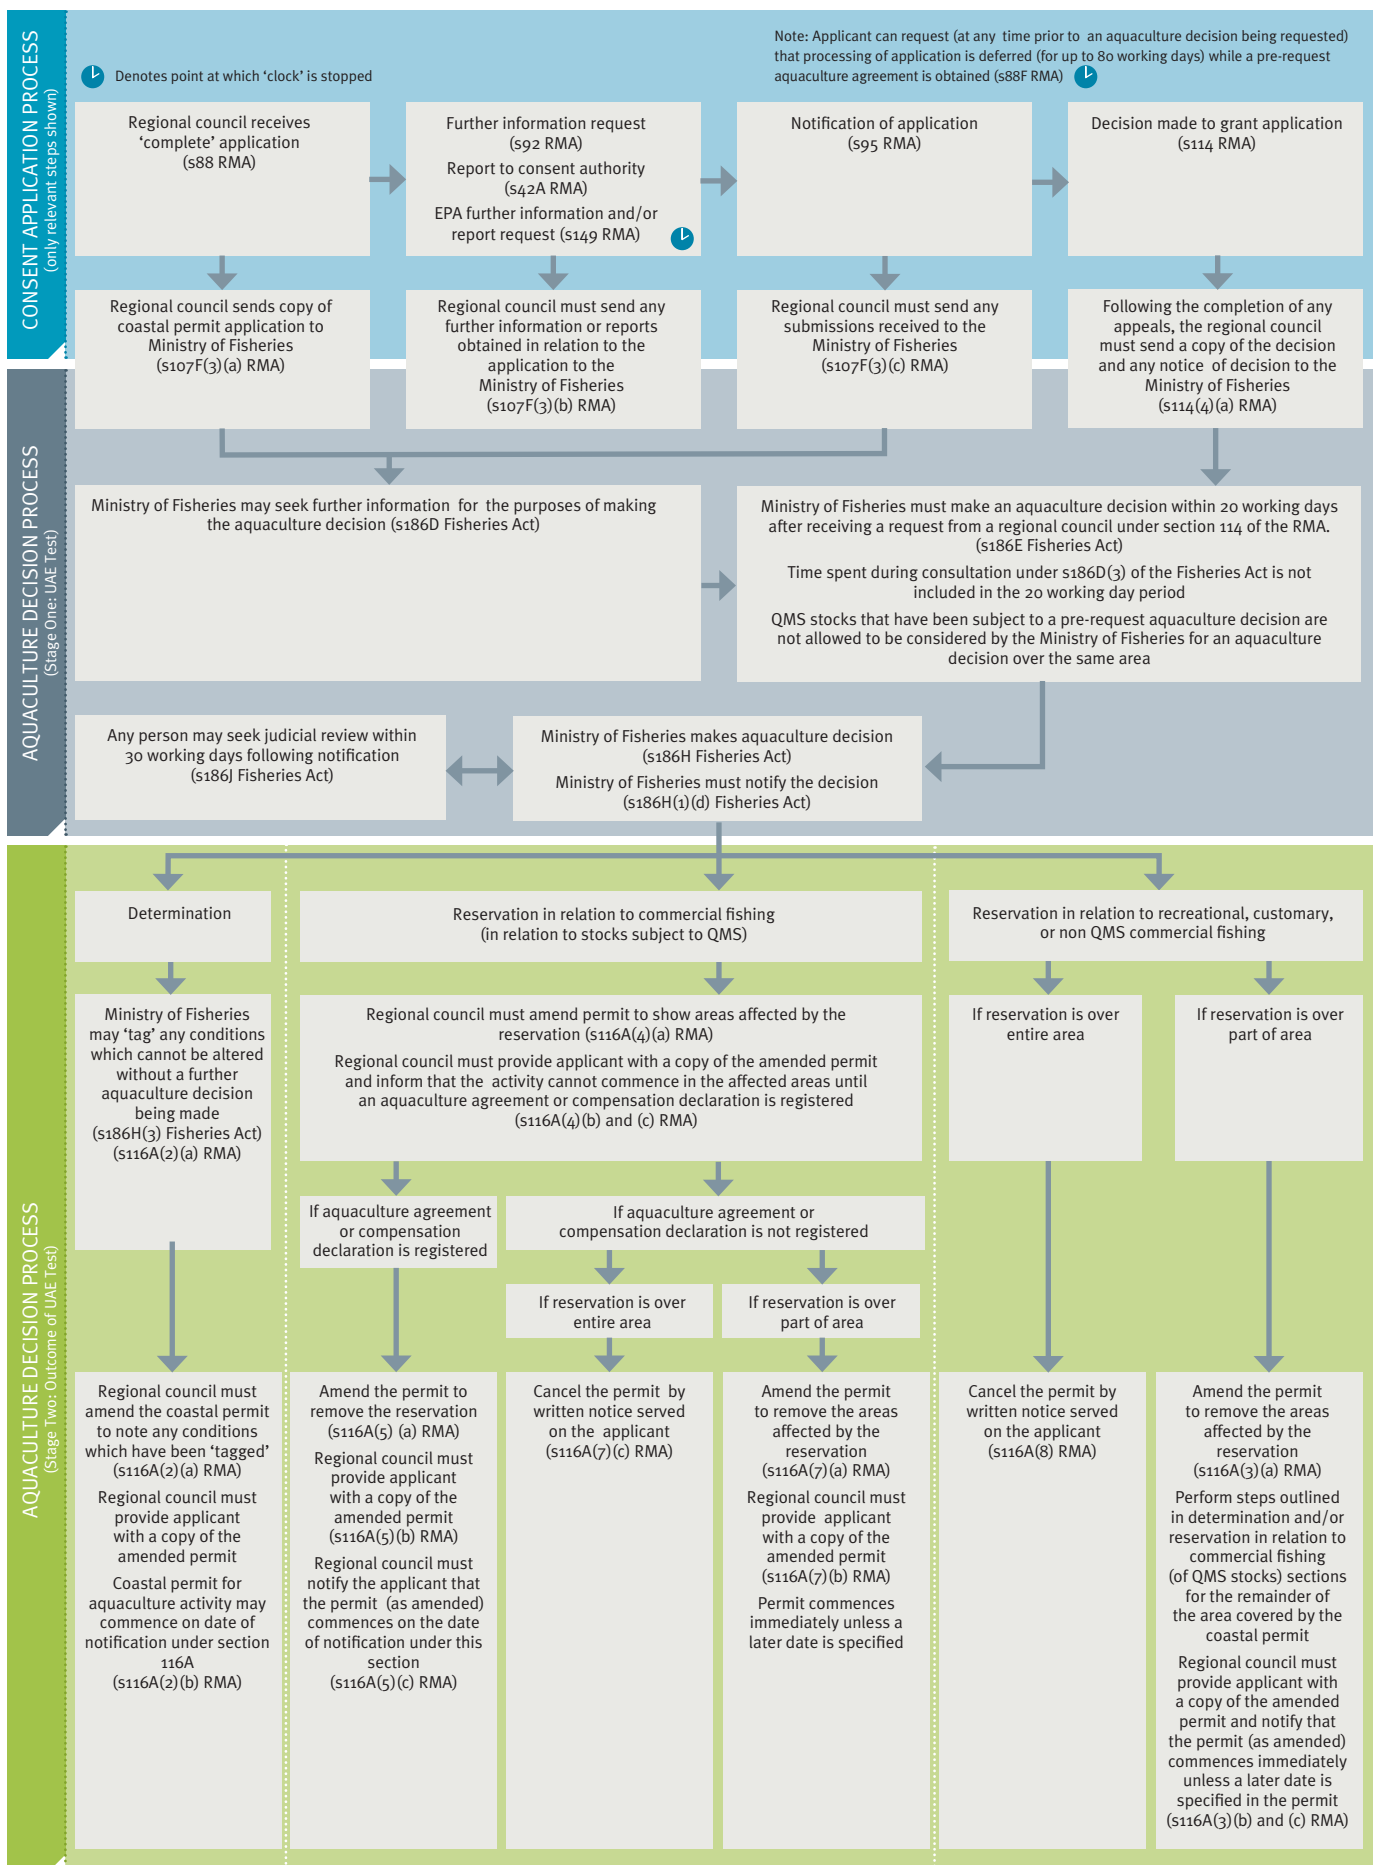 CONSENT APPLICATION PROCESS
(only relevant steps shown)
Denotes point at which ‘clock’ is stopped
Note: Applicant can request (at any time prior to an aquaculture decision being requested)
that processing of application is deferred (for up to 80 working days) while a pre-request
aquaculture agreement is obtained (s88F RMA)
Regional council receives
‘complete’ application
(s88 RMA)
Further information request
(s92 RMA)
Report to consent authority
(s42A RMA)
EPA further information and/or
report request (s149 RMA)
Notification of application
(s95 RMA)
Decision made to grant application
(s114 RMA)
Regional council sends copy of
coastal permit application to
Ministry of Fisheries
(s107F(3)(a) RMA)
Regional council must send any
further information or reports
obtained in relation to the
application to the
Ministry of Fisheries
(s107F(3)(b) RMA)
Regional council must send any
submissions received to the
Ministry of Fisheries
(s107F(3)(c) RMA)
Following the completion of any
appeals, the regional council
must send a copy of the decision
and any notice of decision to the
Ministry of Fisheries
(s114(4)(a) RMA)
AQUACULTURE DECISION PROCESS
(Stage One: UAE Test)
Ministry of Fisheries may seek further information for the purposes of making
the aquaculture decision (s186D Fisheries Act)
Ministry of Fisheries must make an aquaculture decision within 20 working days
after receiving a request from a regional council under section 114 of the RMA.
(s186E Fisheries Act)
Time spent during consultation under s186D(3) of the Fisheries Act is not
included in the 20 working day period
QMS stocks that have been subject to a pre-request aquaculture decision are
not allowed to be considered by the Ministry of Fisheries for an aquaculture
decision over the same area
Any person may seek judicial review within
30 working days following notification
(s186J Fisheries Act)
Ministry of Fisheries makes aquaculture decision
(s186H Fisheries Act)
Ministry of Fisheries must notify the decision
(s186H(1)(d) Fisheries Act)
AQUACULTURE DECISION PROCESS
(Stage Two: Outcome of UAE Test)
Determination
Reservation in relation to commercial fishing
(in relation to stocks subject to QMS)
Reservation in relation to recreational, customary,
or non QMS commercial fishing
Ministry of Fisheries
may ‘tag’ any conditions
which cannot be altered
without a further
aquaculture decision
being made
(s186H(3) Fisheries Act)
(s116A(2)(a) RMA)
Regional council must amend permit to show areas affected by the
reservation (s116A(4)(a) RMA)
Regional council must provide applicant with a copy of the amended permit
and inform that the activity cannot commence in the affected areas until
an aquaculture agreement or compensation declaration is registered
(s116A(4)(b) and (c) RMA)
If reservation is over
entire area
If reservation is over
part of area
If aquaculture agreement
or compensation
declaration is registered
If aquaculture agreement or
compensation declaration is not registered
If reservation is over
entire area
If reservation is over
part of area
Regional council must
amend the coastal permit
to note any conditions
which have been ‘tagged’
(s116A(2)(a) RMA)
Regional council must
provide applicant
with a copy of the
amended permit
Coastal permit for
aquaculture activity may
commence on date of
notification under section
116A
(s116A(2)(b) RMA)
Amend the permit to
remove the reservation
(s116A(5) (a) RMA)
Regional council must
provide applicant
with a copy of the
amended permit
(s116A(5)(b) RMA)
Regional council must
notify the applicant that
the permit (as amended)
commences on the date
of notification under this
section
(s116A(5)(c) RMA)
Cancel the permit by
written notice served
on the applicant
(s116A(7)(c) RMA)
Amend the permit
to remove the areas
affected by the
reservation
(s116A(7)(a) RMA)
Regional council must
provide applicant
with a copy of the
amended permit
(s116A(7)(b) RMA)
Permit commences
immediately unless a
later date is specified
Cancel the permit by
written notice served
on the applicant
(s116A(8) RMA)
Amend the permit
to remove the areas
affected by the
reservation
(s116A(3)(a) RMA)
Perform steps outlined
in determination and/or
reservation in relation to
commercial fishing
(of QMS stocks) sections
for the remainder of
the area covered by the
coastal permit
Regional council must
provide applicant with
a copy of the amended
permit and notify that
the permit (as amended)
commences immediately
unless a later date is
specified in the permit
(s116A(3)(b) and (c) RMA)